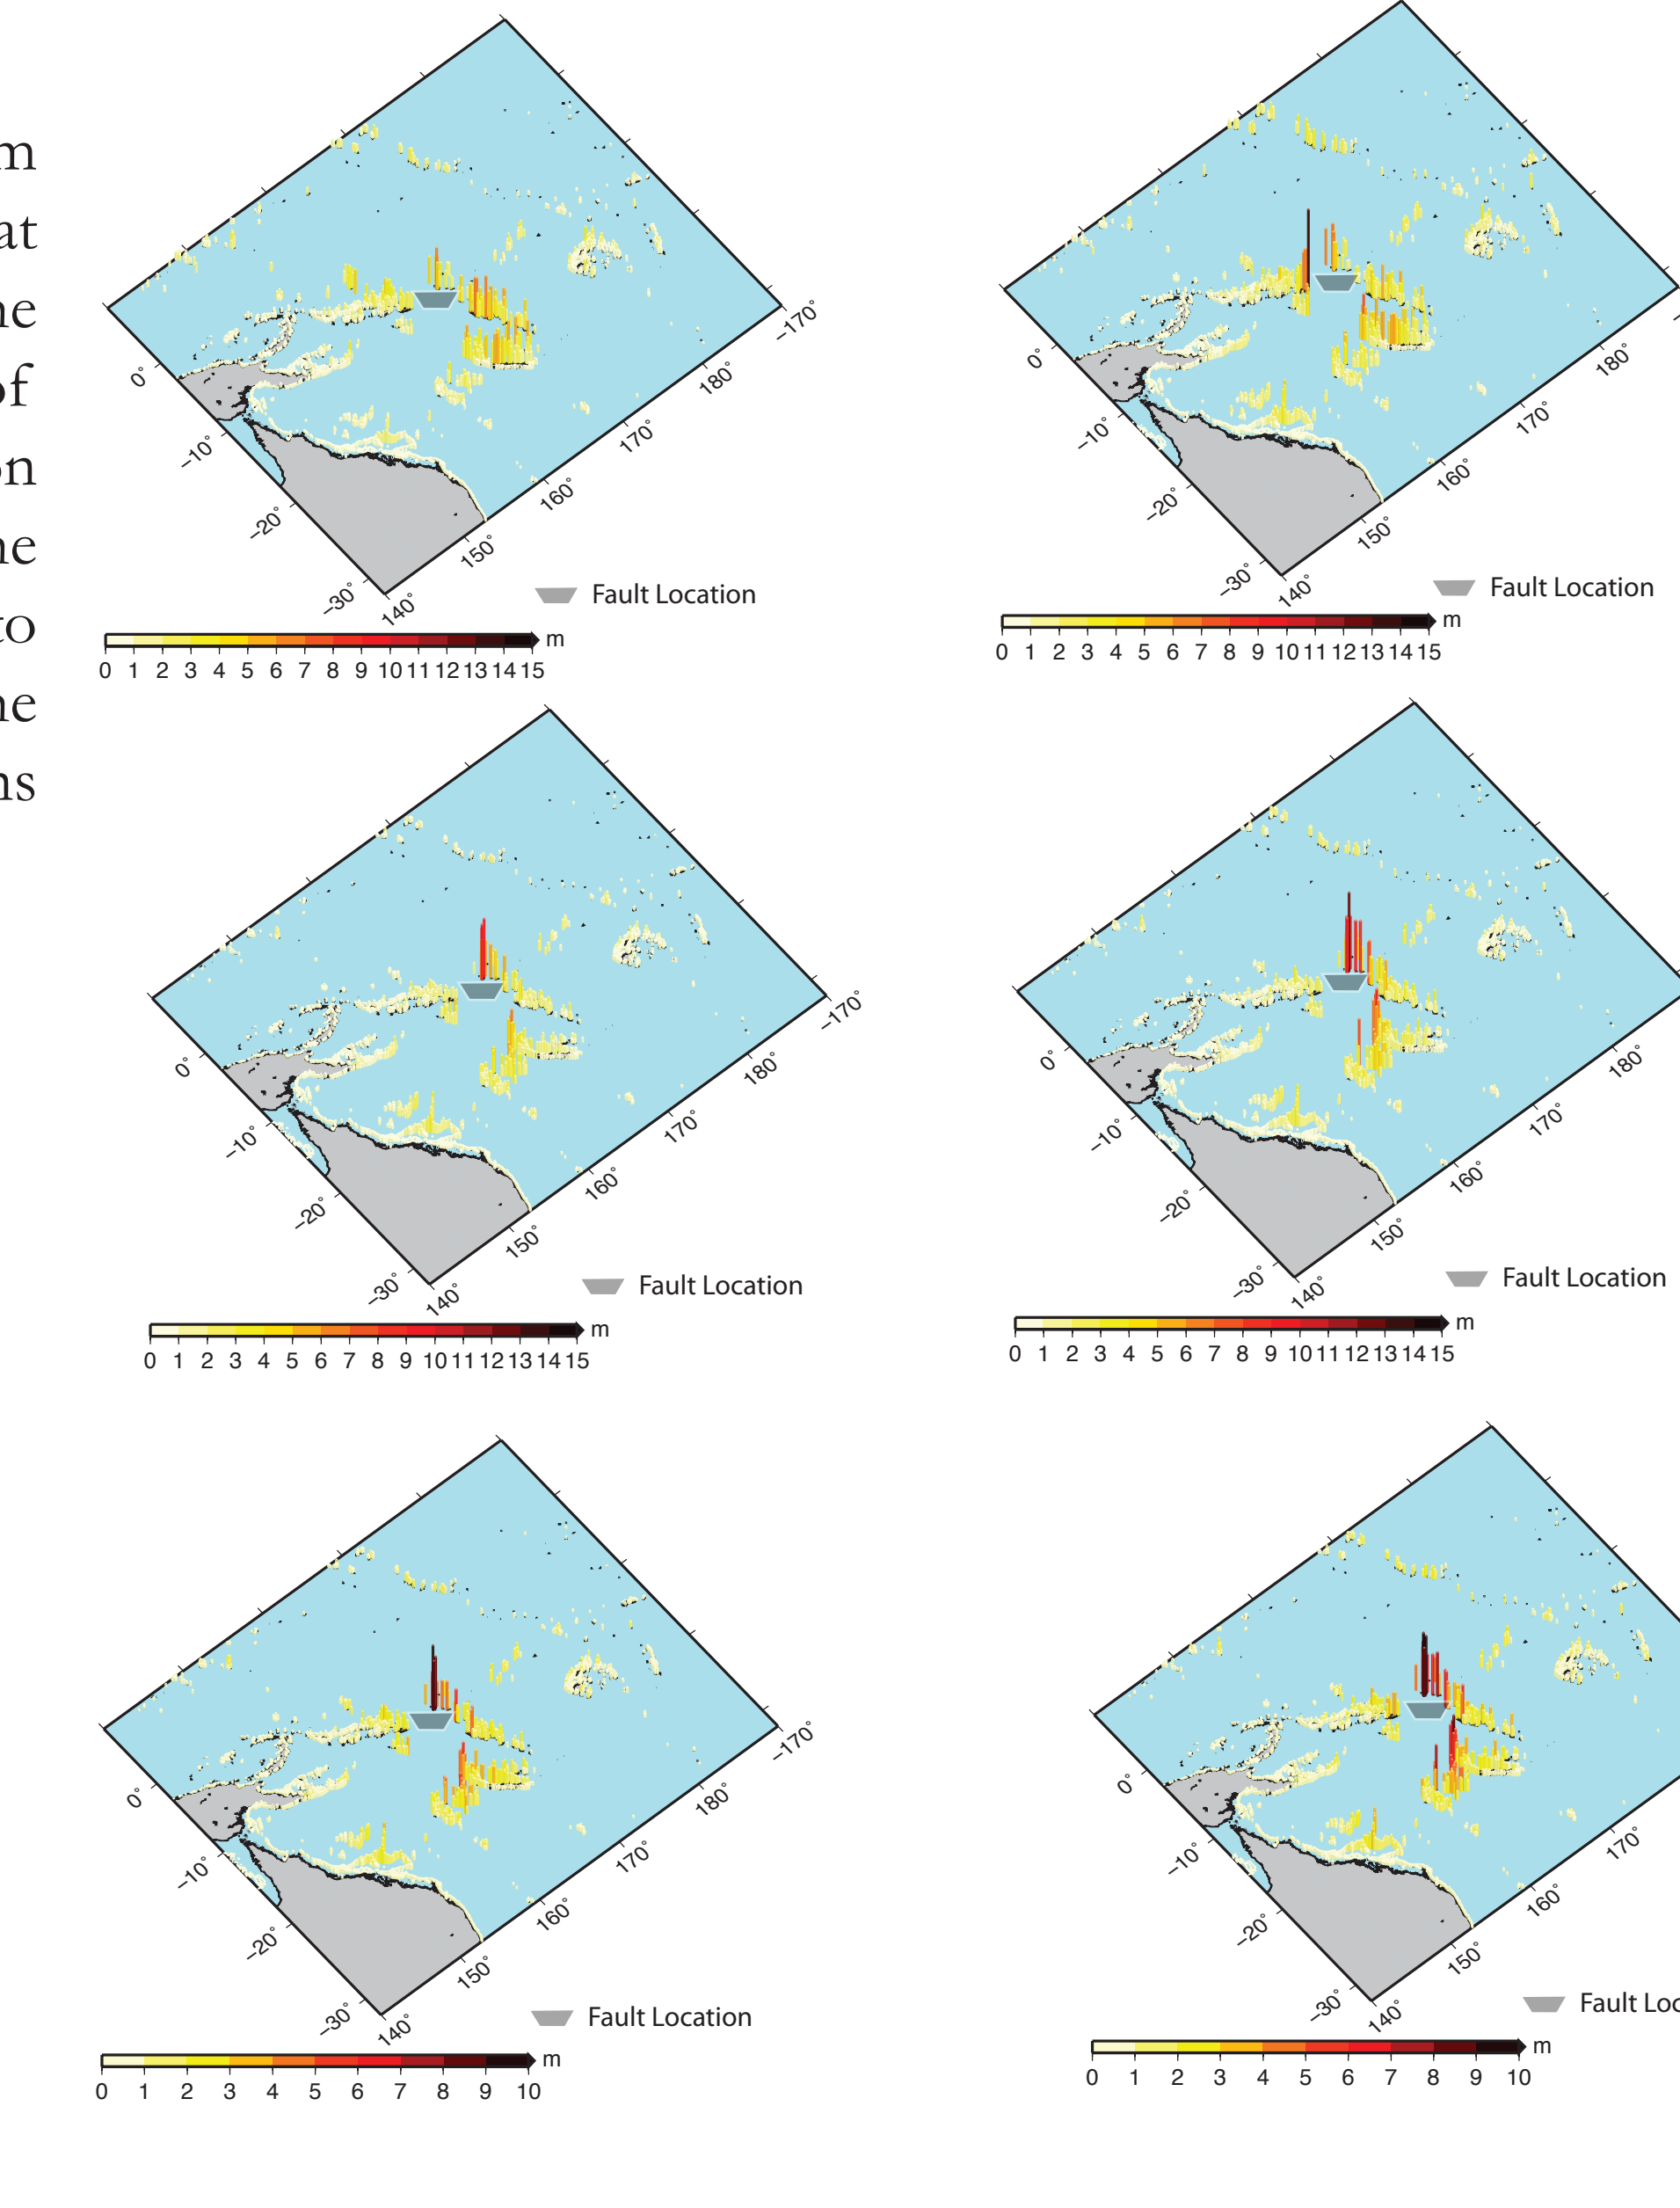 m
at
ne
of
on
ne
to
ne
ns
0° -10° -20° -30°
140° 150° 160° 170° 180° -170°
Fault Location
m
0 1 2 3 4 5 6 7 8 9 10 11 12 13 14 15
0° -10° -20° -30°
140° 150° 160° 170° 180°
Fault Location
m
0 1 2 3 4 5 6 7 8 9 10 11 12 13 14 15
0° -10° -20° -30°
140° 150° 160° 170° 180° -170°
Fault Location
m
0 1 2 3 4 5 6 7 8 9 10 11 12 13 14 15
0° -10° -20° -30°
140° 150° 160° 170° 180°
Fault Location
m
0 1 2 3 4 5 6 7 8 9 10 11 12 13 14 15
0° -10° -20° -30°
140° 150° 160° 170° 180° -170°
Fault Location
m
0 1 2 3 4 5 6 7 8 9 10
0° -10° -20° -30°
140° 150° 160° 170°
Fault Loc
m
0 1 2 3 4 5 6 7 8 9 10